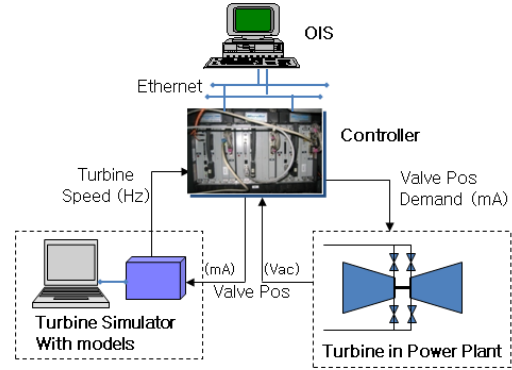 OIS
Ethernet
Controller
Turbine
Speed (Hz)
Valve Pos
Demand (mA)
(mA)
(Vac)
Valve Pos
Turbine Simulator
With models
Turbine in Power Plant